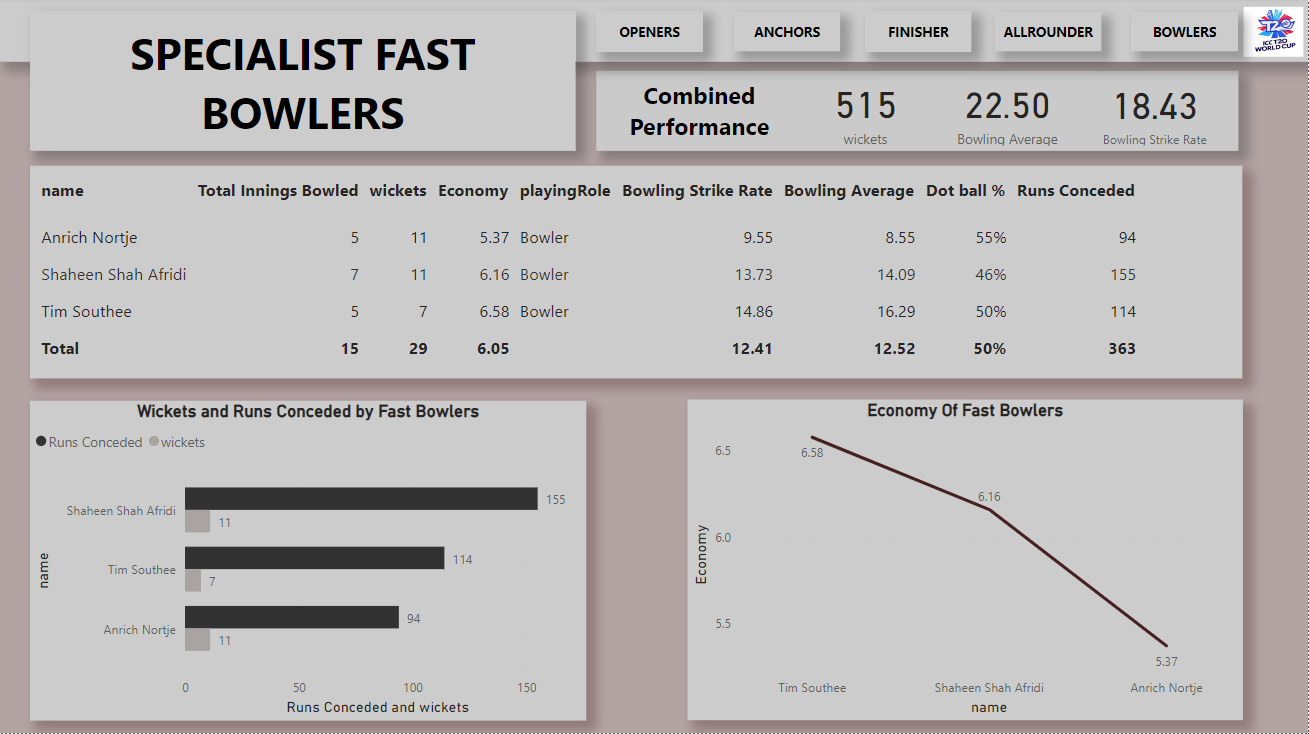 SPECIALIST FAST
BOWLERS
OPENERS
ANCHORS
FINISHER
ALLROUNDER
BOWLERS
T20
ICC T20
WORLD CUP
Combined
Performance
515
wickets
22.50
Bowling Average
18.43
Bowling Strike Rate
name Total Innings Bowled wickets Economy playingRole Bowling Strike Rate Bowling Average Dot ball % Runs Conceded
Anrich Nortje 5 11 5.37 Bowler 9.55 8.55 55% 94
Shaheen Shah Afridi 7 11 6.16 Bowler 13.73 14.09 46% 155
Tim Southee 5 7 6.58 Bowler 14.86 16.29 50% 114
Total 15 29 6.05 12.41 12.52 50% 363
Wickets and Runs Conceded by Fast Bowlers
Runs Conceded wickets
name
Shaheen Shah Afridi
155
11
Tim Southee
114
7
Anrich Nortje
94
11
0 50 100 150
Runs Conceded and wickets
Economy Of Fast Bowlers
Economy
6.5
6.0
5.5
6.58
6.16
5.37
Tim Southee Shaheen Shah Afridi Anrich Nortje
name